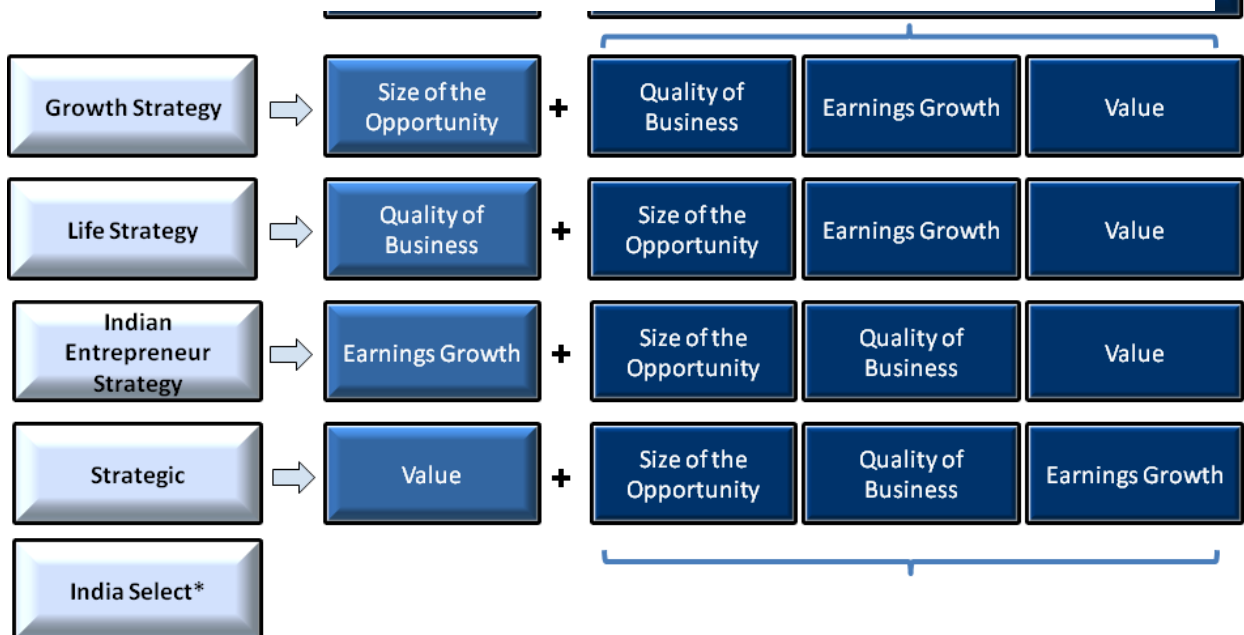 Growth Strategy
Size of the
Opportunity
+
Quality of
Business
Earnings Growth
Value
Life Strategy
Quality of
Business
+
Size of the
Opportunity
Earnings Growth
Value
Indian
Entrepreneur
Strategy
Earnings Growth
+
Size of the
Opportunity
Quality of
Business
Value
Strategic
Value
+
Size of the
Opportunity
Quality of
Business
Earnings Growth
India Select*